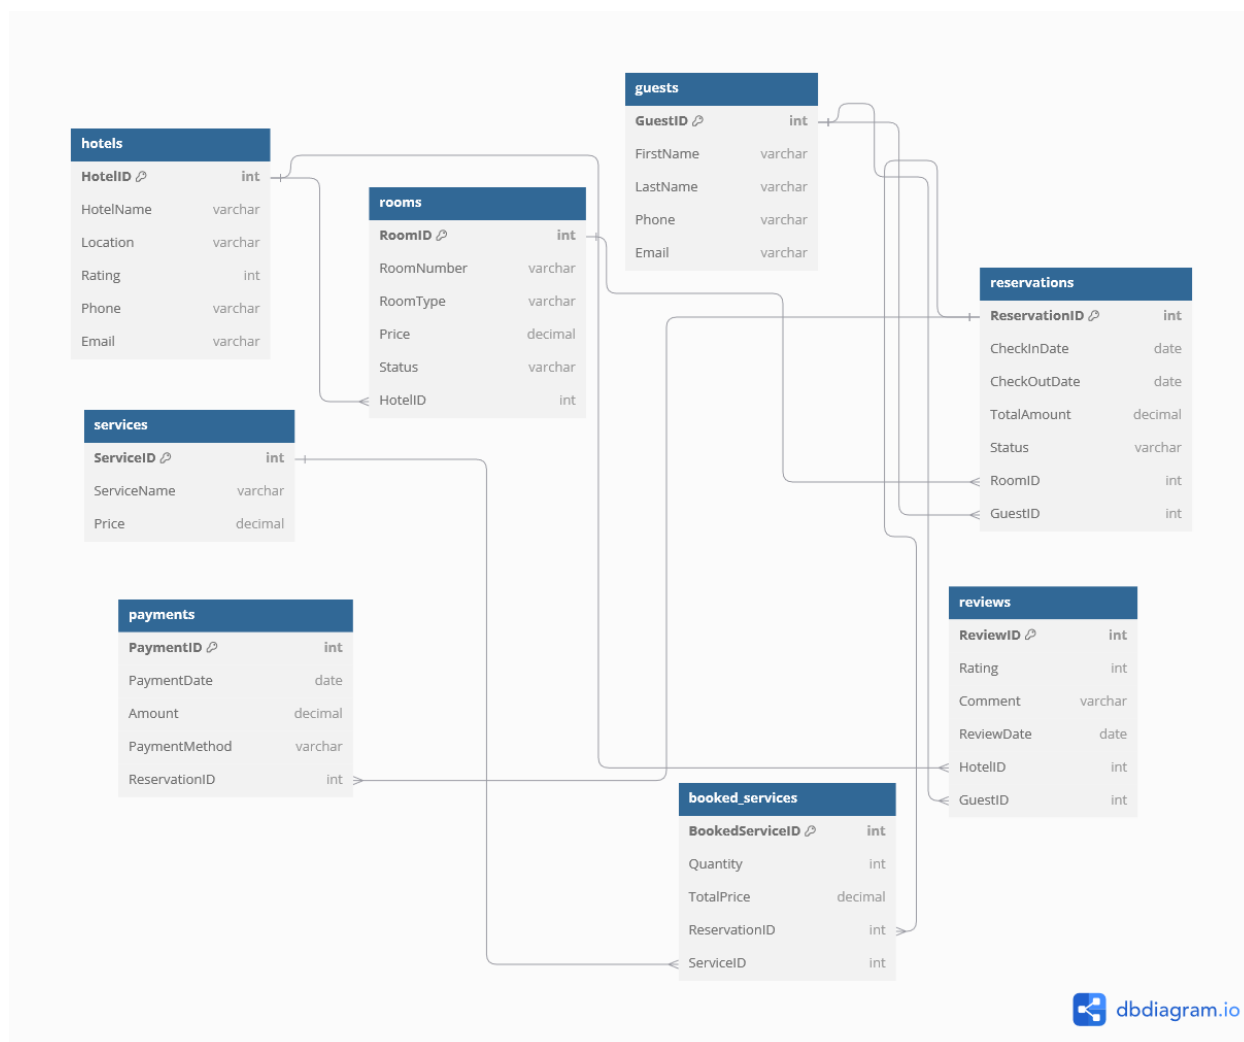 guests
GuestID int
FirstName varchar
LastName varchar
Phone varchar
Email varchar
hotels
HotelID int
HotelName varchar
Location varchar
Rating int
Phone varchar
Email varchar
rooms
RoomID int
RoomNumber varchar
RoomType varchar
Price decimal
Status varchar
HotelID int
reservations
ReservationID int
CheckInDate date
CheckOutDate date
TotalAmount decimal
Status varchar
RoomID int
GuestID int
services
ServiceID int
ServiceName varchar
Price decimal
payments
PaymentID int
PaymentDate date
Amount decimal
PaymentMethod varchar
ReservationID int
reviews
ReviewID int
Rating int
Comment varchar
ReviewDate date
HotelID int
GuestID int
booked_services
BookedServiceID int
Quantity int
TotalPrice decimal
ReservationID int
ServiceID int
dbdiagram.io